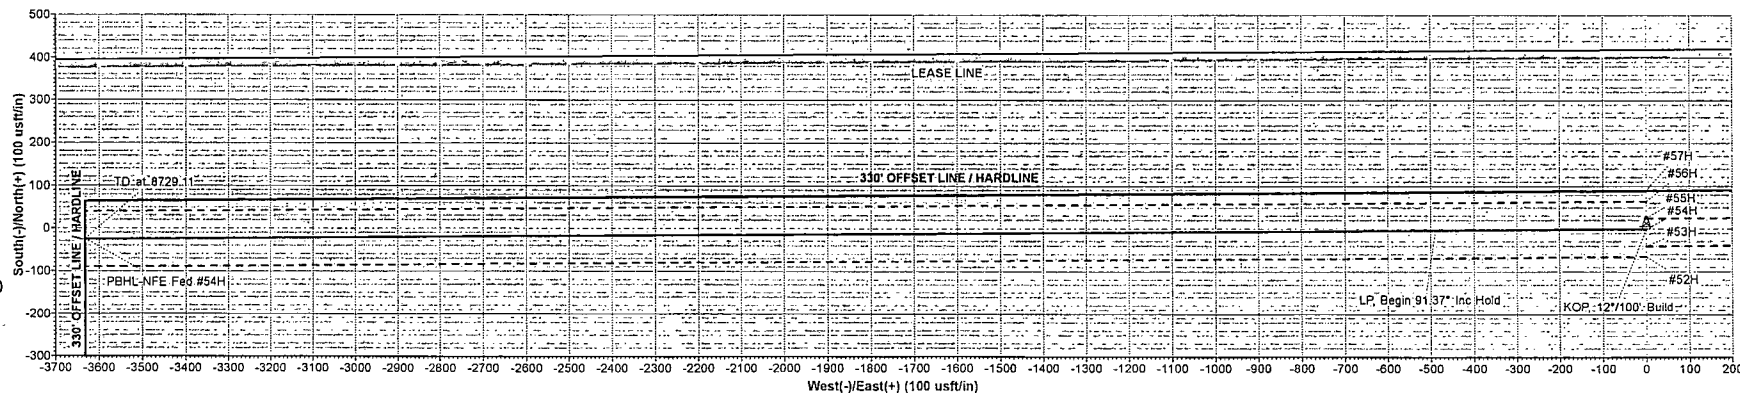 500
400
300
200
100
0
-100
-200
-300
South(-)/North(+) (100 usft/in)
LEASE LINE
330' OFFSET LINE / HARDLINE
330' OFFSET LINE / HARDLINE
TD at 8729.11
PBHL-NFE Fed #54H
#57H
#56H
#55H
#54H
#53H
#52H
A
LP, Begin 91.37° Inc Hold
KOP, 12°/100' Build
-3700 -3600 -3500 -3400 -3300 -3200 -3100 -3000 -2900 -2800 -2700 -2600 -2500 -2400 -2300 -2200 -2100 -2000 -1900 -1800 -1700 -1600 -1500 -1400 -1300 -1200 -1100 -1000 -900 -800 -700 -600 -500 -400 -300 -200 -100 0 100 200
West(-)/East(+) (100 usft/in)